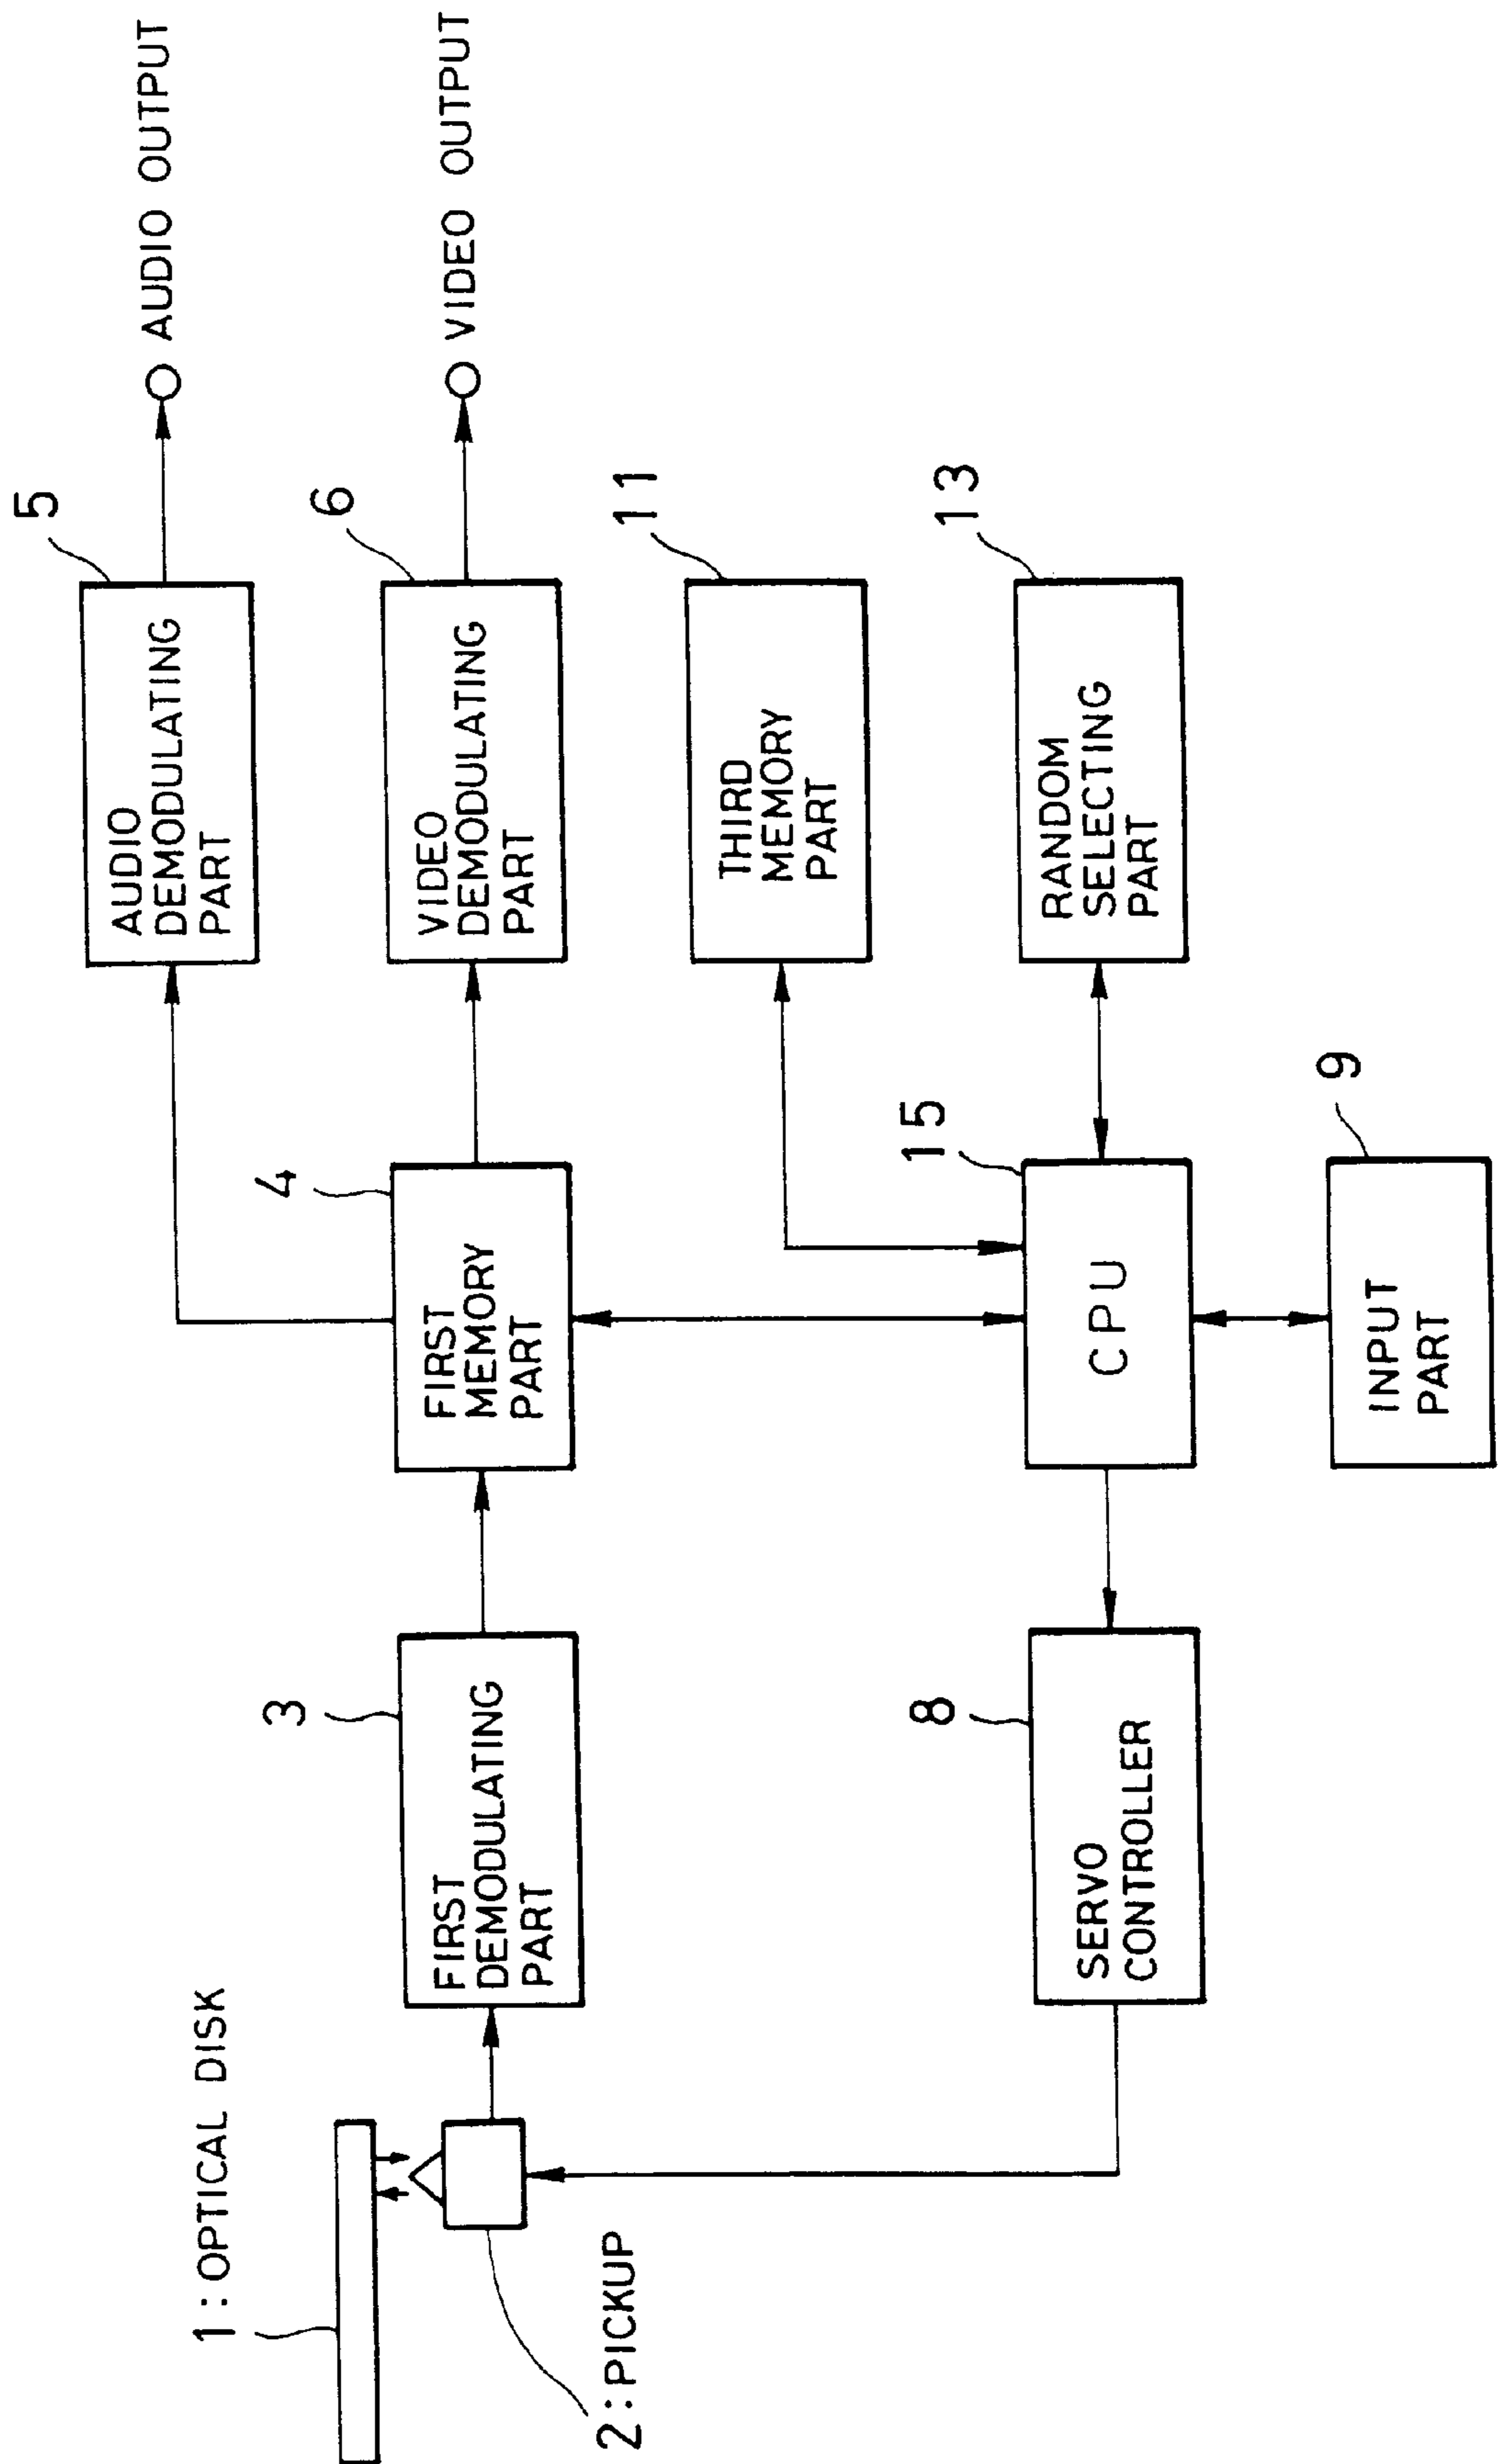 1:OPTICAL DISK
2:PICKUP
3
FIRST
DEMODULATING
PART
4
FIRST
MEMORY
PART
5
AUDIO
DEMODULATING
PART
AUDIO OUTPUT
6
VIDEO
DEMODULATING
PART
VIDEO OUTPUT
11
THIRD
MEMORY
PART
13
RANDOM
SELECTING
PART
15
CPU
8
SERVO
CONTROLLER
9
INPUT
PART